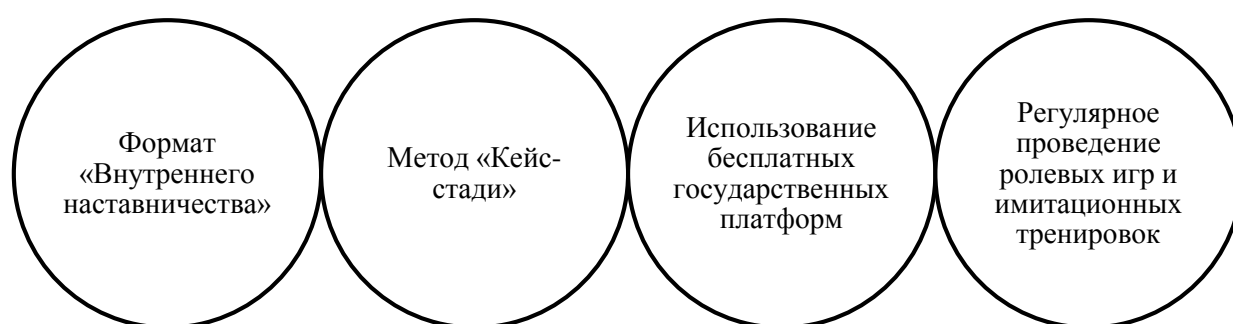 Формат
«Внутреннего
наставничества»
Метод «Кейс-
стади»
Использование
бесплатных
государственных
платформ
Регулярное
проведение
ролевых игр и
имитационных
тренировок